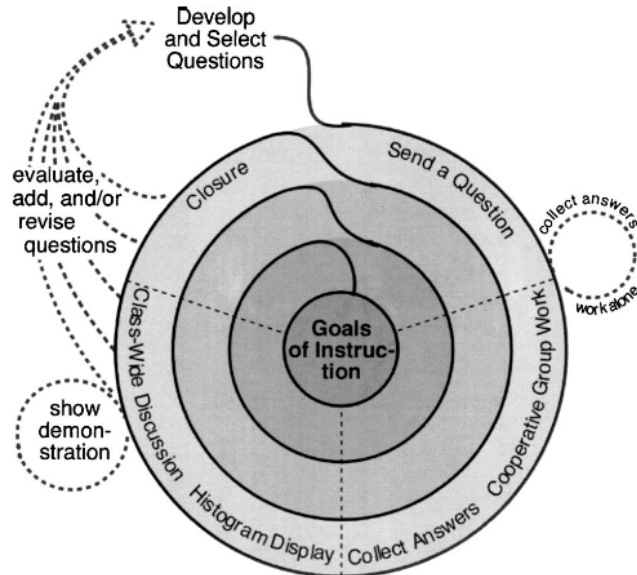 Develop
and Select
Questions
Send a Question
collect answers
work alone
Cooperative Group Work
Collect Answers
Histogram Display
Class-Wide Discussion
show
demon-
stration
Closure
evaluate,
add, and/or
revise
questions
Goals
of Instruc-
tion